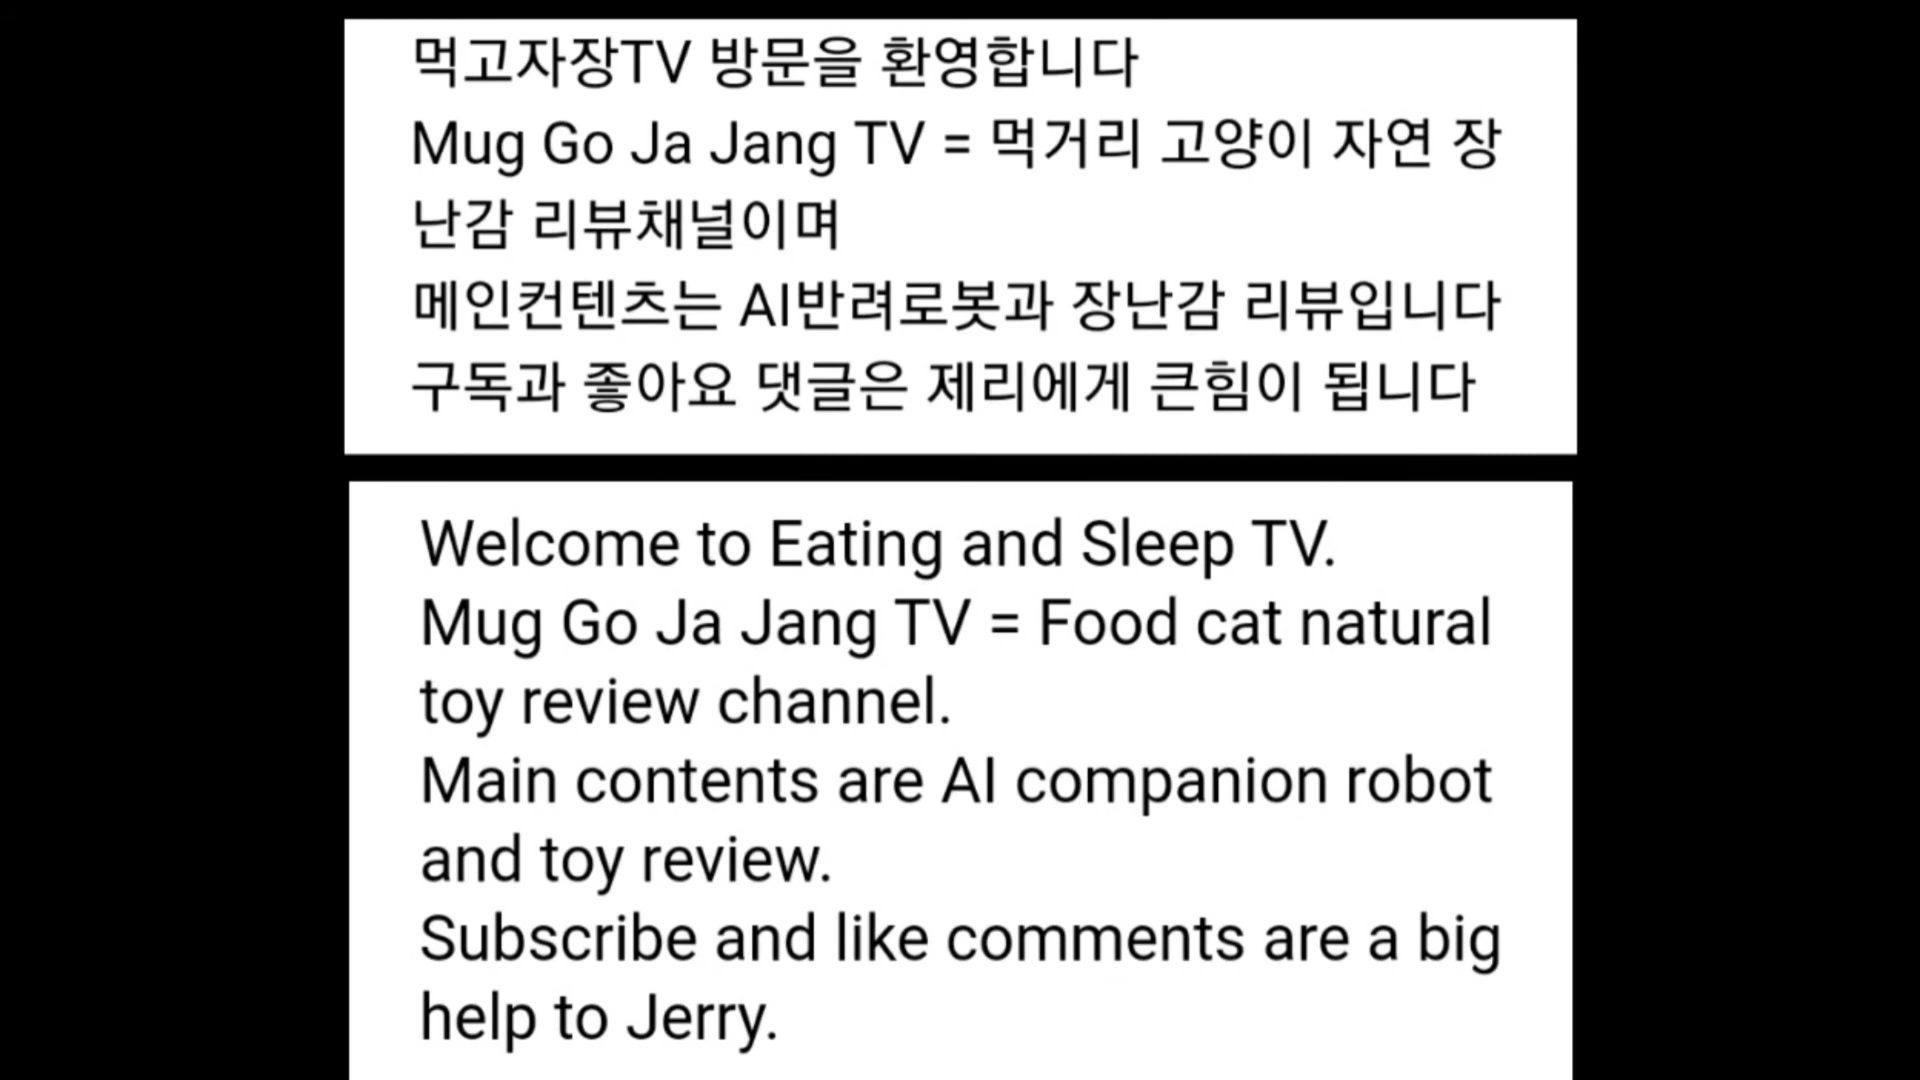 먹고자장TV 방문을 환영합니다
Mug Go Ja Jang TV = 먹거리 고양이 자연 장
난감 리뷰채널이며
메인컨텐츠는 AI반려로봇과 장난감 리뷰입니다
구독과 좋아요 댓글은 제리에게 큰힘이 됩니다
Welcome to Eating and Sleep TV.
Mug Go Ja Jang TV = Food cat natural
toy review channel.
Main contents are AI companion robot
and toy review.
Subscribe and like comments are a big
help to Jerry.